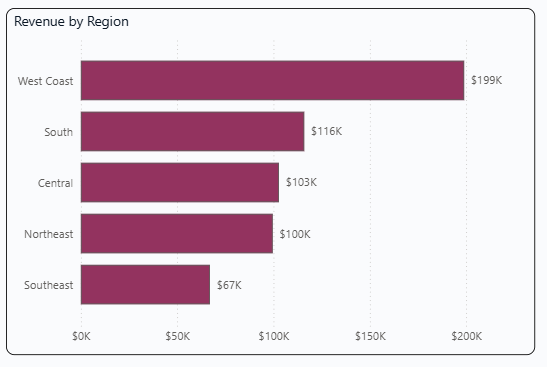 Revenue by Region
West Coast $199K
South $116K
Central $103K
Northeast $100K
Southeast $67K
$0K $50K $100K $150K $200K